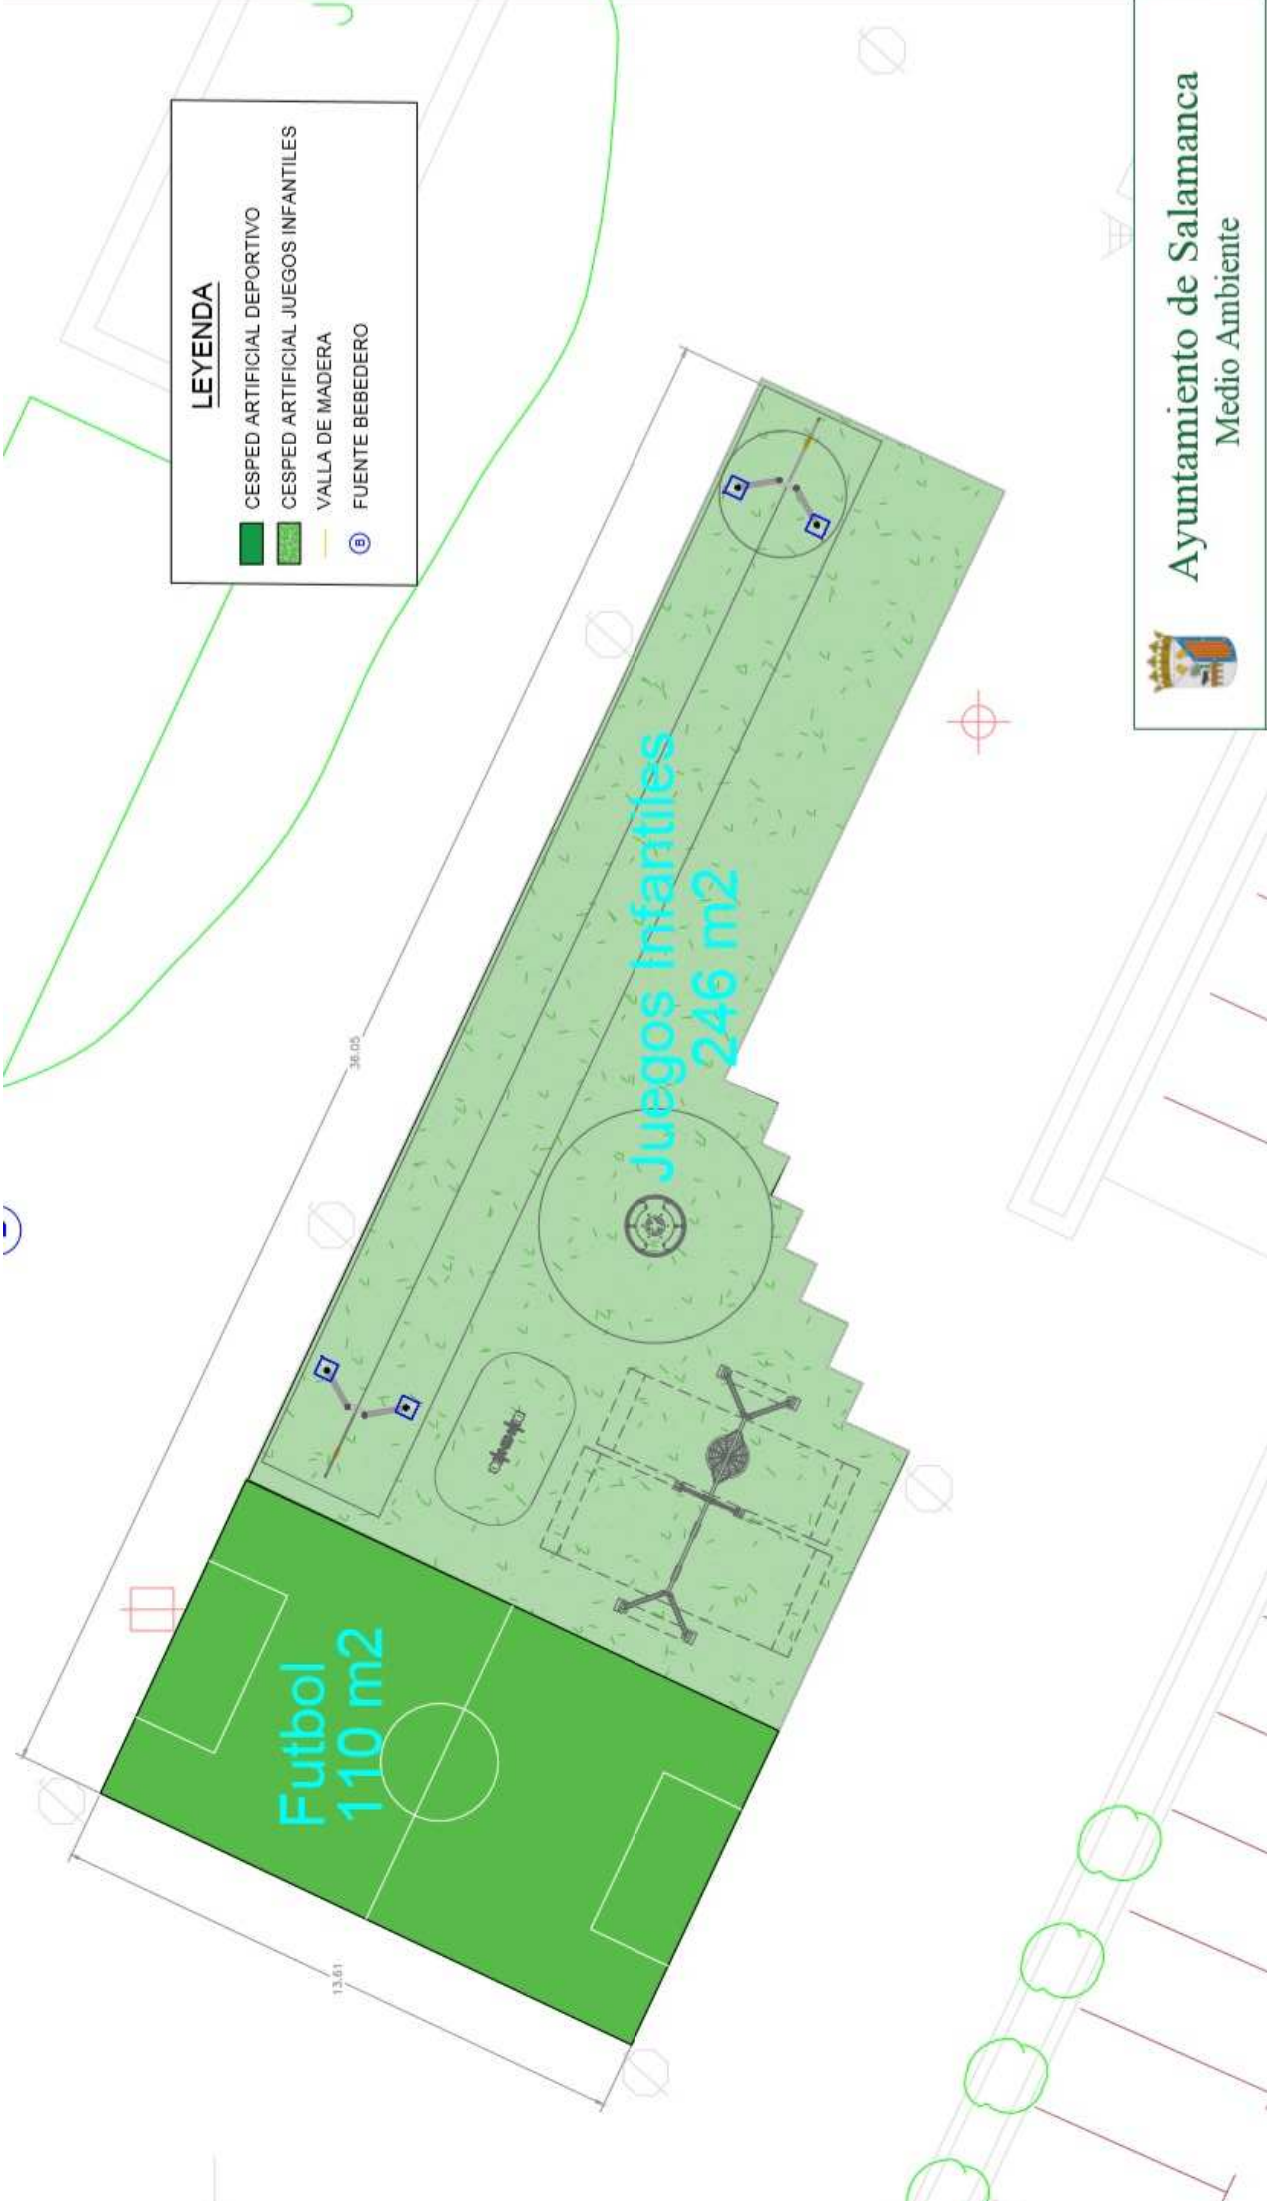 LEYENDA
CESPED ARTIFICIAL DEPORTIVO
CESPED ARTIFICIAL JUEGOS INFANTILES
VALLA DE MADERA
B FUENTE BEBEDERO
36.05
13.61
Futbol
110 m2
Juegos Infantiles
246 m2
Ayuntamiento de Salamanca
Medio Ambiente